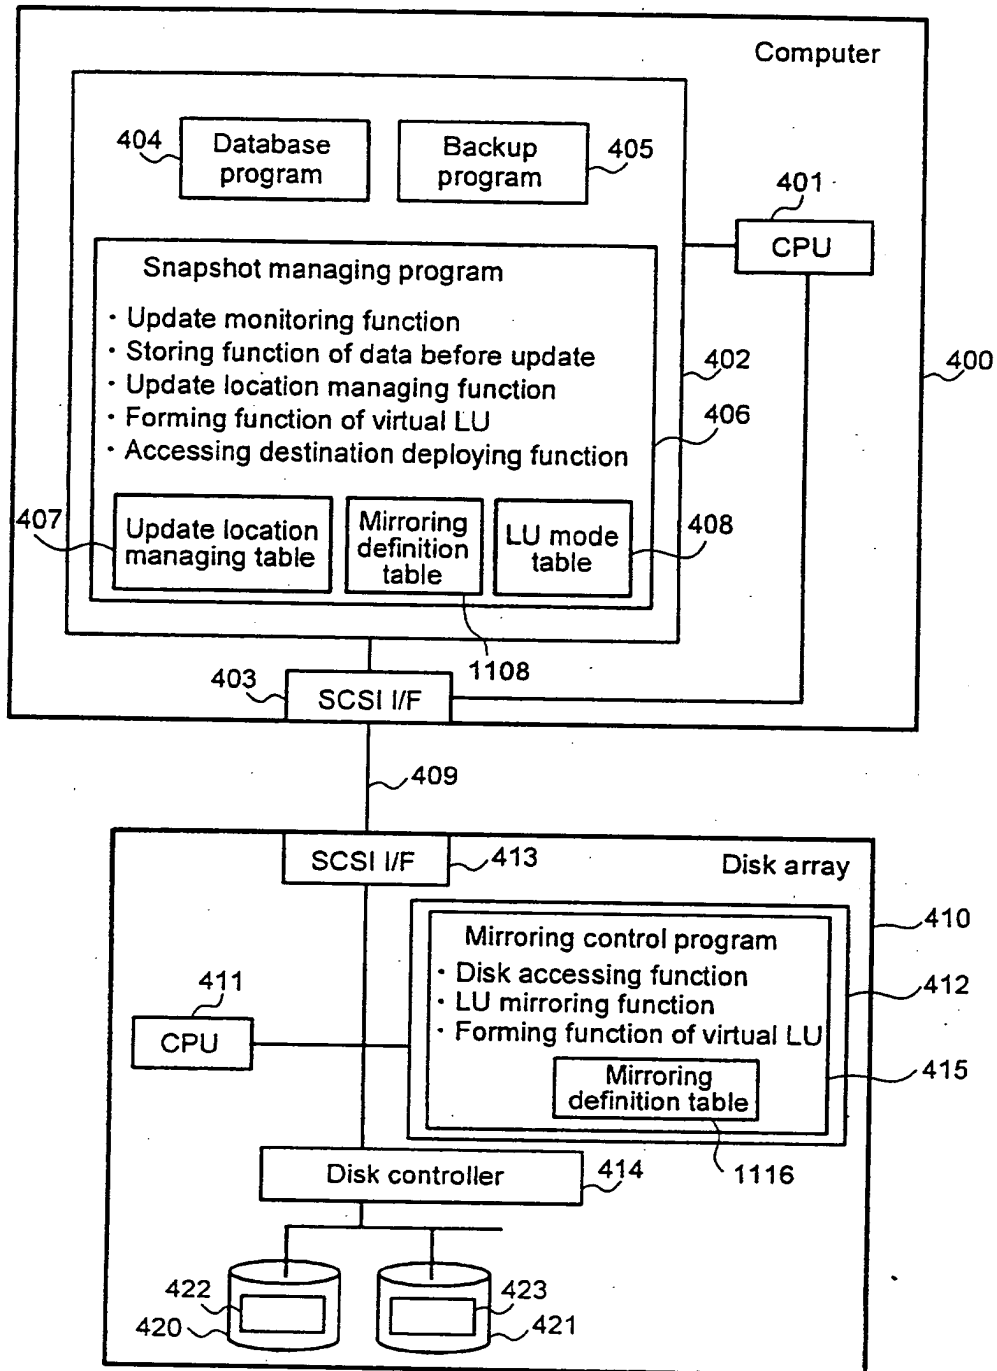 Computer
404
Database
program
Backup
program
405
401
CPU
Snapshot managing program
· Update monitoring function
· Storing function of data before update
· Update location managing function
· Forming function of virtual LU
· Accessing destination deploying function
402
400
406
407
Update location
managing table
Mirroring
definition
table
LU mode
table
408
1108
403
SCSI I/F
409
SCSI I/F
413
Disk array
410
Mirroring control program
· Disk accessing function
· LU mirroring function
· Forming function of virtual LU
412
411
CPU
415
Mirroring
definition table
1116
Disk controller
414
422
420
423
421